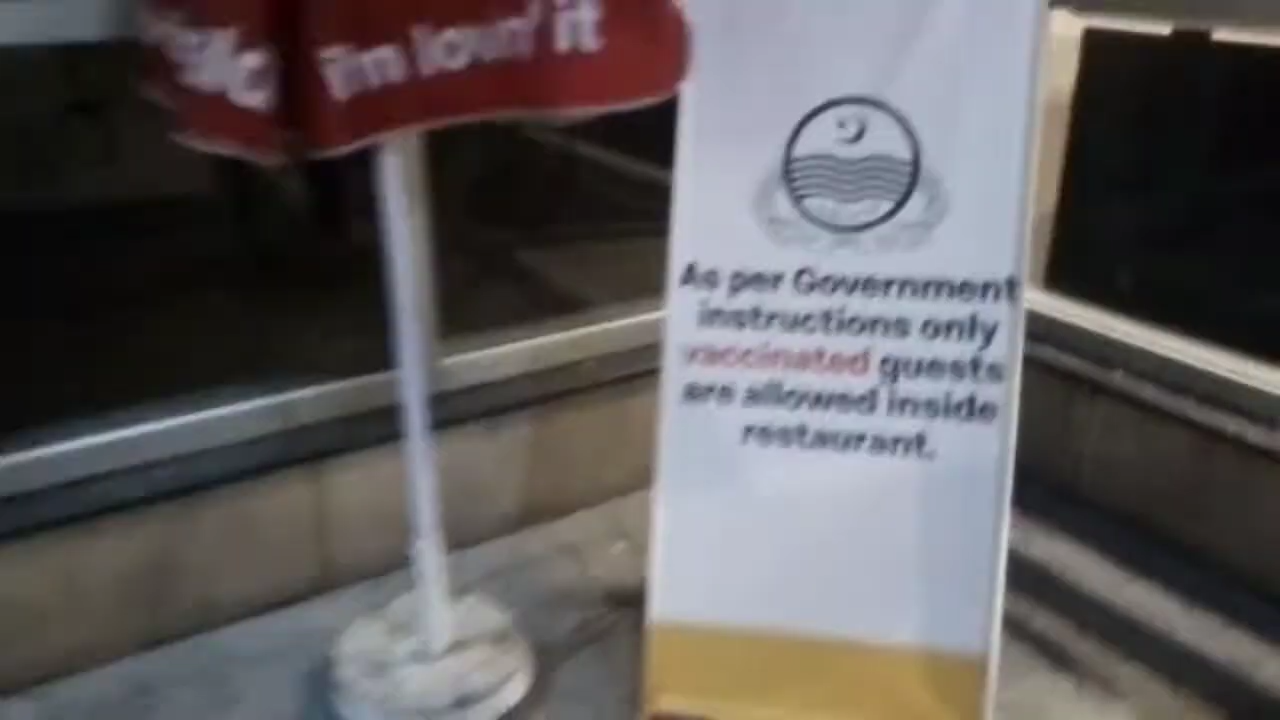 i'm lovin' it
As per Government
instructions only
vaccinated guests
are allowed inside
restaurant.